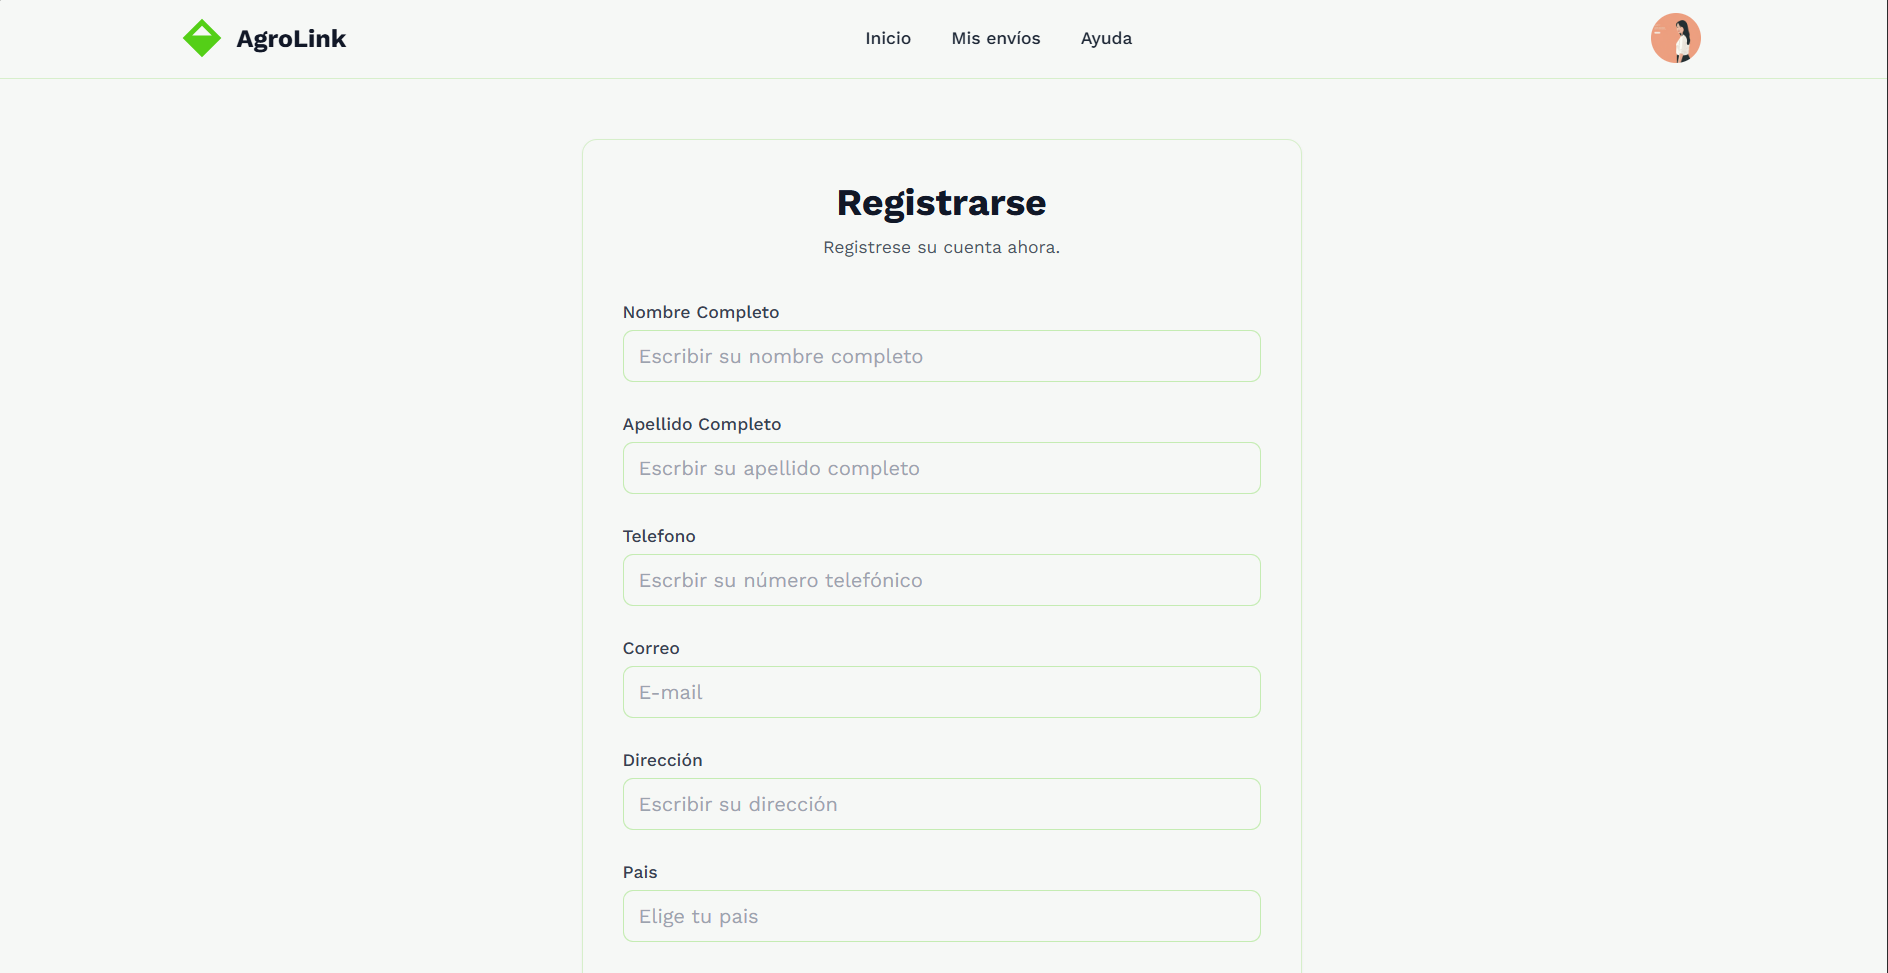 AgroLink
Inicio
Mis envíos
Ayuda
Registrarse
Registrese su cuenta ahora.
Nombre Completo
Escribir su nombre completo
Apellido Completo
Escrbir su apellido completo
Telefono
Escrbir su número telefónico
Correo
E-mail
Dirección
Escribir su dirección
Pais
Elige tu pais